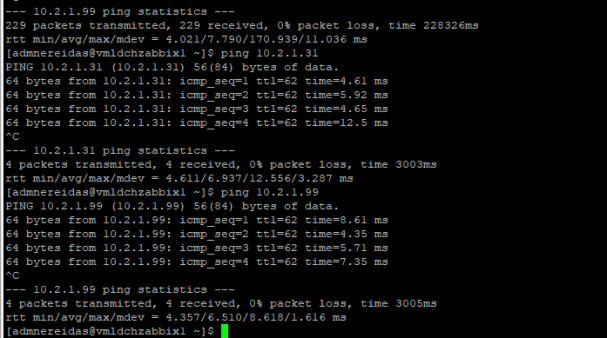 --- 10.2.1.99 ping statistics ---
229 packets transmitted, 229 received, 0% packet loss, time 228326ms
rtt min/avg/max/mdev = 4.021/7.790/170.939/11.036 ms
[admnereidas@vmldchzabbixl ~]$ ping 10.2.1.31
PING 10.2.1.31 (10.2.1.31) 56(84) bytes of data.
64 bytes from 10.2.1.31: icmp_seq=1 ttl=62 time=4.61 ms
64 bytes from 10.2.1.31: icmp_seq=2 ttl=62 time=5.92 ms
64 bytes from 10.2.1.31: icmp_seq=3 ttl=62 time=4.65 ms
64 bytes from 10.2.1.31: icmp_seq=4 ttl=62 time=12.5 ms
^C
--- 10.2.1.31 ping statistics ---
4 packets transmitted, 4 received, 0% packet loss, time 3003ms
rtt min/avg/max/mdev = 4.611/6.937/12.556/3.287 ms
[admnereidas@vmldchzabbixl ~]$ ping 10.2.1.99
PING 10.2.1.99 (10.2.1.99) 56(84) bytes of data.
64 bytes from 10.2.1.99: icmp_seq=1 ttl=62 time=8.61 ms
64 bytes from 10.2.1.99: icmp_seq=2 ttl=62 time=4.35 ms
64 bytes from 10.2.1.99: icmp_seq=3 ttl=62 time=5.71 ms
64 bytes from 10.2.1.99: icmp_seq=4 ttl=62 time=7.35 ms
^C
--- 10.2.1.99 ping statistics ---
4 packets transmitted, 4 received, 0% packet loss, time 3005ms
rtt min/avg/max/mdev = 4.357/6.510/8.618/1.616 ms
[admnereidas@vmldchzabbixl ~]$